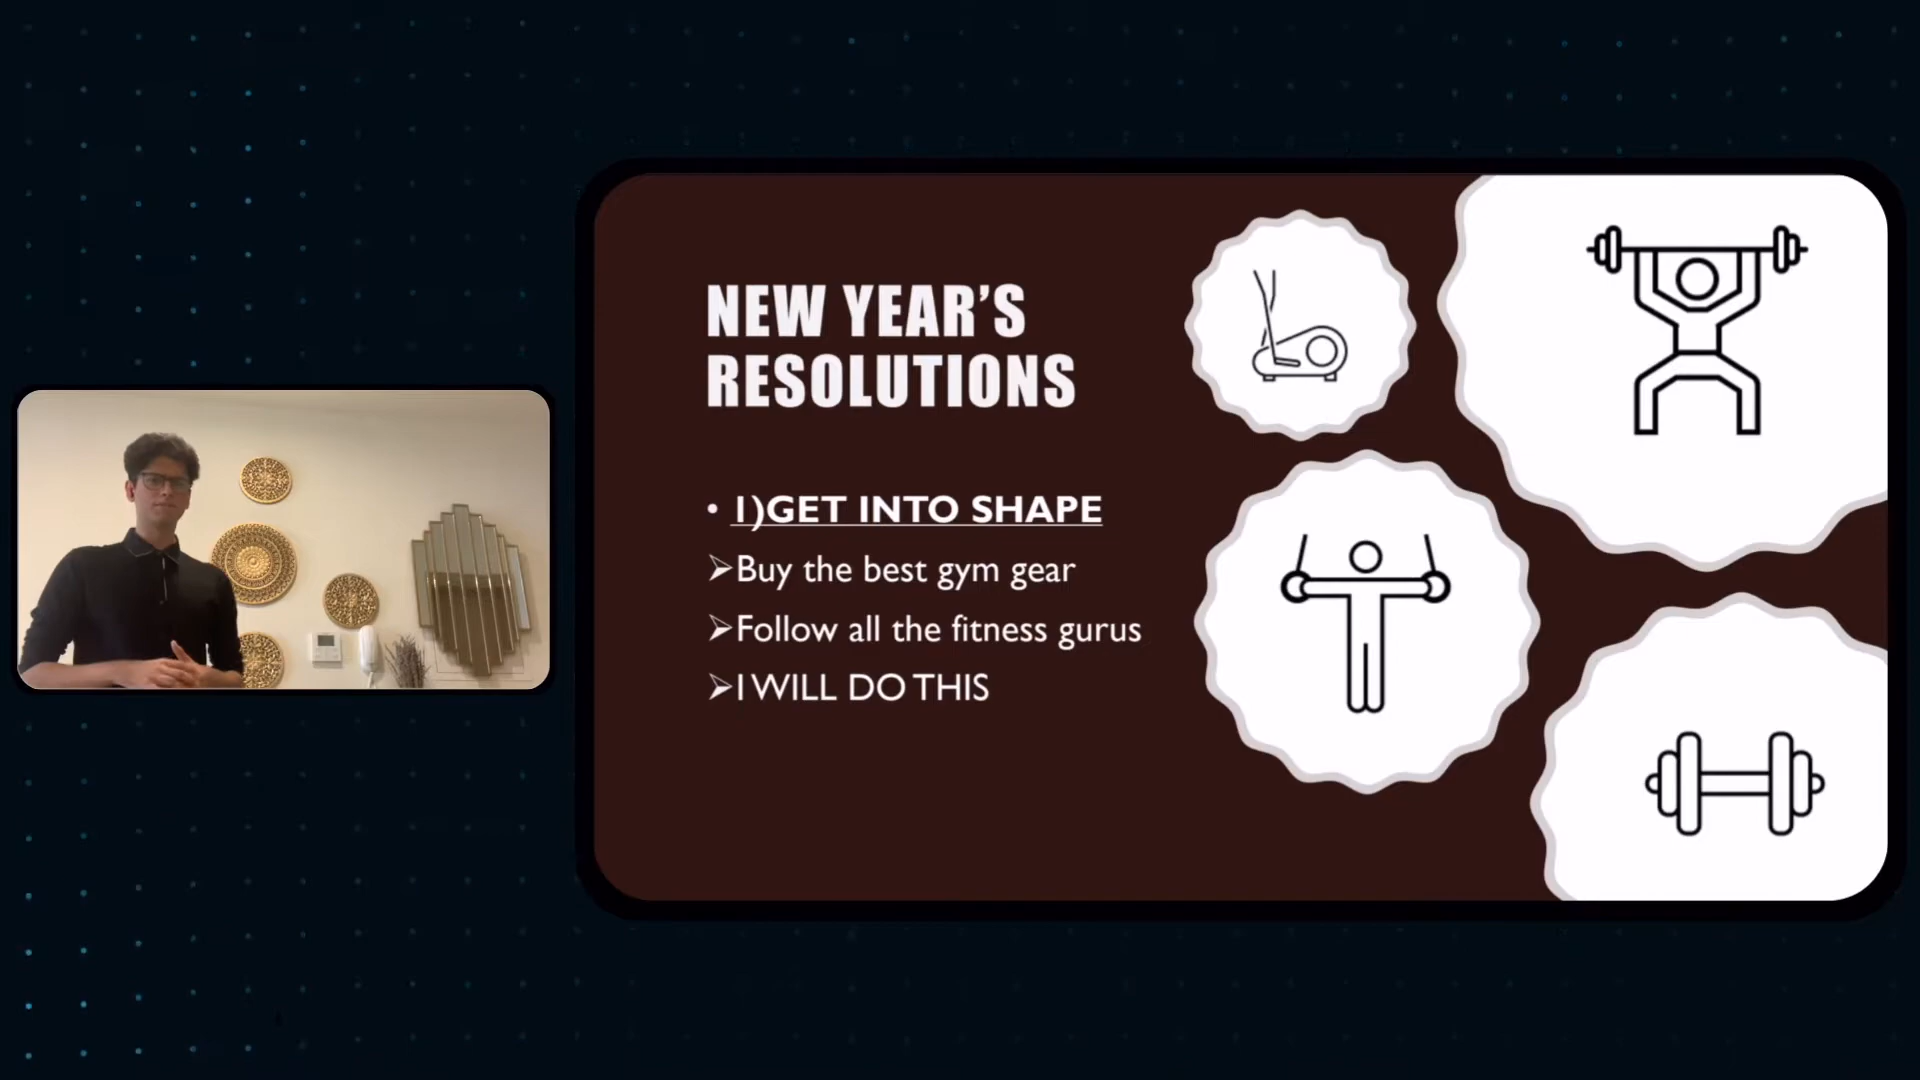 NEW YEAR'S
RESOLUTIONS
• 1)GET INTO SHAPE
➢Buy the best gym gear
➢Follow all the fitness gurus
➢I WILL DO THIS